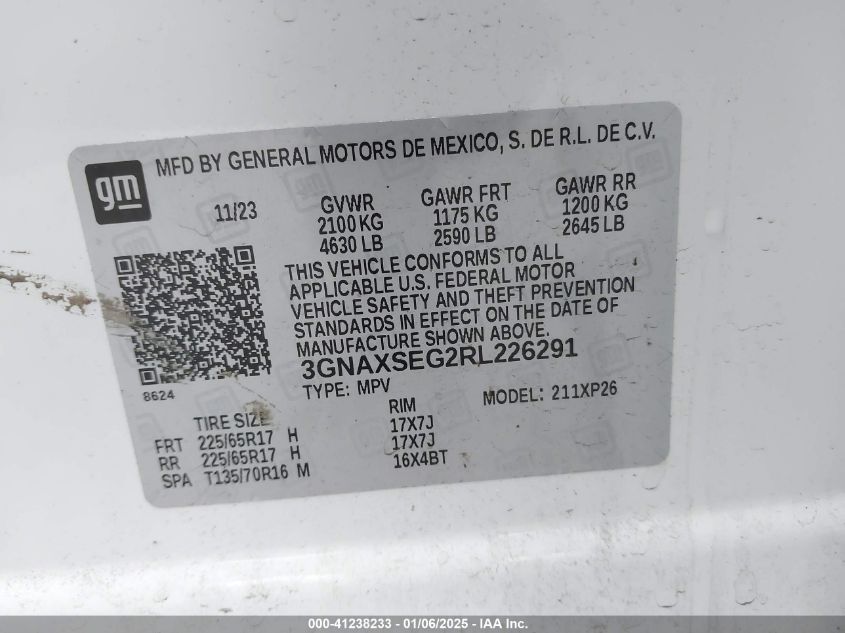 MFD BY GENERAL MOTORS DE MEXICO, S. DE R.L. DE C.V.
gm
11/23
GVWR GAWR FRT GAWR RR
2100 KG 1175 KG 1200 KG
4630 LB 2590 LB 2645 LB
THIS VEHICLE CONFORMS TO ALL
APPLICABLE U.S. FEDERAL MOTOR
VEHICLE SAFETY AND THEFT PREVENTION
STANDARDS IN EFFECT ON THE DATE OF
MANUFACTURE SHOWN ABOVE.
3GNAXSEG2RL226291
8624
TYPE: MPV MODEL: 211XP26
TIRE SIZE RIM
FRT 225/65R17 H 17X7J
RR 225/65R17 H 17X7J
SPA T135/70R16 M 16X4BT
000-41238233 - 01/06/2025 - IAA Inc.